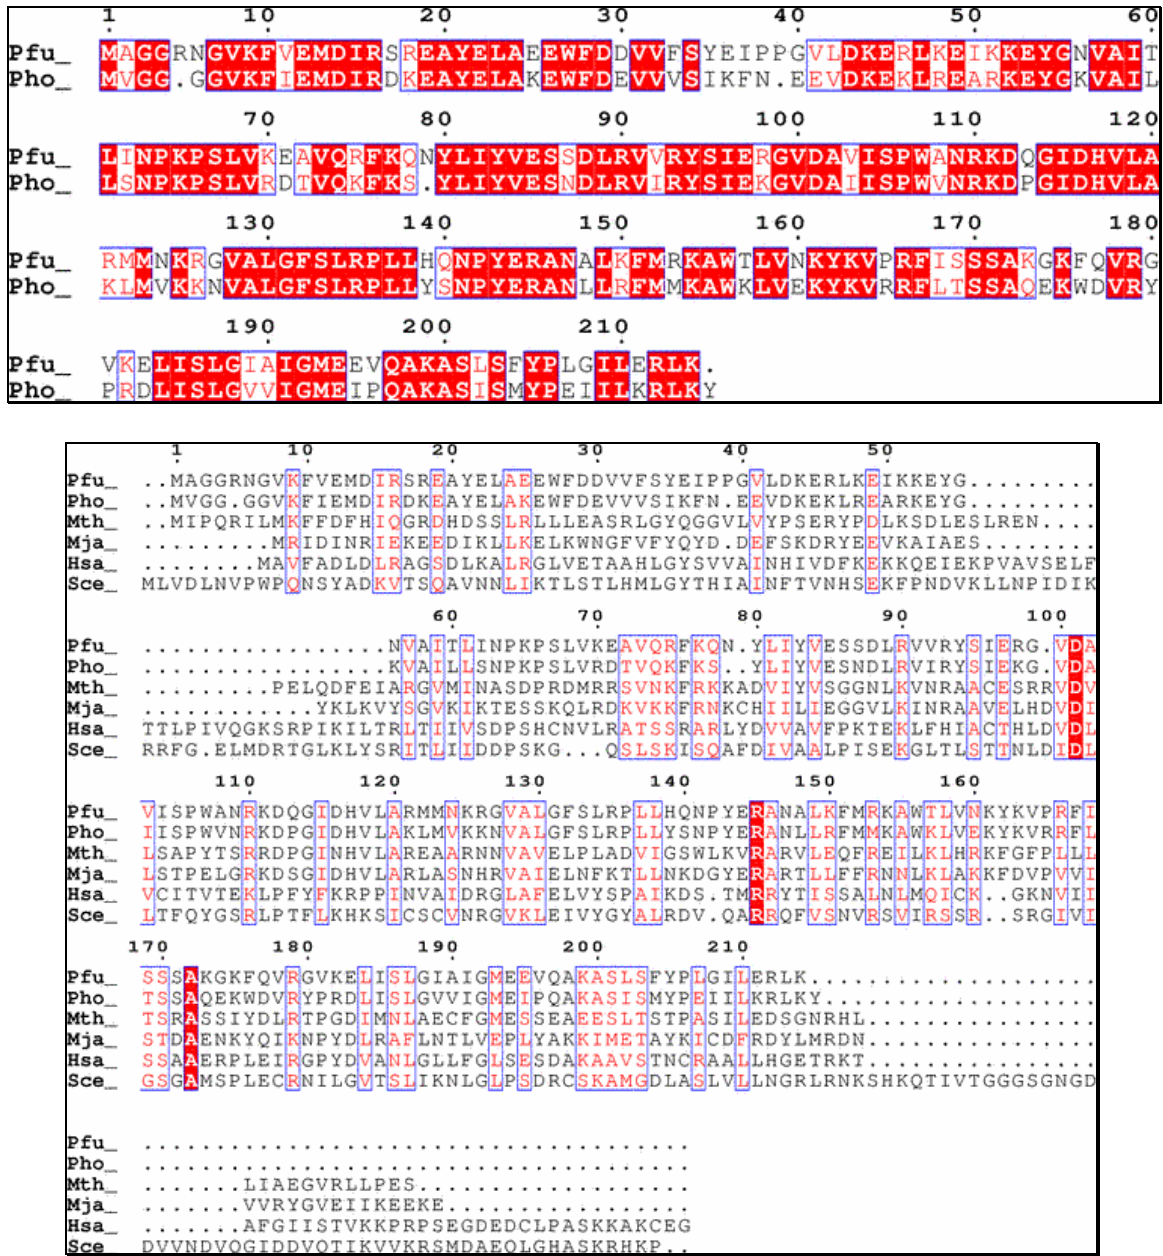 1 10 20 30 40 50 60
Pfu_ MAGGRNGVKFVEMDIRSREAYELAEEWFDDVVFSYEIPPGVLDKERLKEIKKEYGNVAIT
Pho_ MVGG.GGVKFIEMDIRDKEAYELAKEWFDEVVVSIKFN.EEVDKEKLREARKEYGKVAIL
70 80 90 100 110 120
Pfu_ LINPKPSLVKEAVQRFKQNYLIYVESSDLRVVRYSIERGVDAVISPWANRKDQGIDHVLA
Pho_ LSNPKPSLVRDTVQKFKS.YLIYVESNDLRVIRYSIEKGVDAIISPWVNRKDPGIDHVLA
130 140 150 160 170 180
Pfu_ RMMNKRGVALGFSLRPLLHQNPYERANALKFMRKAWTLVNKYKVPRFISSSAKGKFQVRG
Pho_ KLMVKKNVALGFSLRPLLYSNPYERANLLRFMMKAWKLVEKYKVRRFLTSSAQEKWDVRY
190 200 210
Pfu_ VKELISLGIAIGMEEVQAKASLSFYPLGILERLK.
Pho_ PRDLISLGVVIGMEIPQAKASISMYPEIILKRLKY
1 10 20 30 40 50
Pfu_ ..MAGGRNGVKFVEMDIRSREAYELAEEWFDDVVFSYEIPPGVLDKERLKEIKKEYG.........
Pho_ ..MVGG.GGVKFIEMDIRDKEAYELAKEWFDEVVVSIKFN.EEVDKEKLREARKEYG.........
Mth_ ..MIPQRILMKFFDFHIQGRDHDSSLRLLLEASRLGYQGGVLVYPSERYPDLKSDLESLREN....
Mja_ .........MRIDINRIEKEEDIKLLKELKWNGFVFYQYD.DEFSKDRYEEVKAIAES........
Hsa_ ........MAVFADLDLRAGSDLKALRGLVETAAHLGYSVVAINHIVDFKEKKQEIEKPVAVSELF
Sce_ MLVDLNVPWPQNSYADKVTSQAVNNLIKTLSTLHMLGYTHIAINFTVNHSEKFPNDVKLLNPIDIK
60 70 80 90 100
Pfu_ .................NVAITLINPKPSLVKEAVQRFKQN.YLIYVESSDLRVVRYSIERG.VDA
Pho_ .................KVAILLSNPKPSLVRDTVQKFKS..YLIYVESNDLRVIRYSIEKG.VDA
Mth_ .........PELQDFEIARGVMINASDPRDMRRSVNKFRKKADVIYVSGGNLKVNRAACESRRVDV
Mja_ ............YKLKVYSGVKIKTESSKQLRDKVKKFRNKCHIILIEGGVLKINRAAVELHDVDI
Hsa_ TTLPIVQGKSRPIKILTRLTIIVSDPSHCNVLRATSSRARLYDVVAVFPKTEKLFHIACTHLDVDL
Sce_ RRFG.ELMDRTGLKLYSRITLIIDDPSKG...QSLSKISQAFDIVAALPISEKGLTLSTTNLDIDL
110 120 130 140 150 160
Pfu_ VISPWANRKDQGIDHVLARMMNKRGVALGFSLRPLLHQNPYERANALKFMRKAWTLVNKYKVPRFI
Pho_ IISPWVNRKDPGIDHVLAKLMVKKNVALGFSLRPLLYSNPYERANLLRFMMKAWKLVEKYKVRRFL
Mth_ LSAPYTSRRDPGINHVLAREAARNNVAVELPLADVIGSWLKVRARVLEQFREILKLHRKFGFPLLL
Mja_ LSTPELGRKDSGIDHVLARLASNHRVAIELNFKTLLNKDGYERARTLLFFRNNLKLAKKFDVPVVI
Hsa_ VCITVTEKLPFYFKRPPINVAIDRGLAFELVYSPAIKDS.TMRRYTISSALNLMQICK..GKNVII
Sce_ LTFQYGSRLPTFLKHKSICSCVNRGVKLEIVYGYALRDV.QARRQFVSNVRSVIRSSR..SRGIVI
170 180 190 200 210
Pfu_ SSSAKGKFQVRGVKELISLGIAIGMEEVQAKASLSFYPLGILERLK....................
Pho_ TSSAQEKWDVRYPRDLISLGVVIGMEIPQAKASISMYPEIILKRLKY...................
Mth_ TSRASSIYDLRTPGDIMNLAECFGMESSEAEESLTSTPASILEDSGNRHL................
Mja_ STDAENKYQIKNPYDLRAFLNTLVEPLYAKKIMETAYKICDFRDYLMRDN................
Hsa_ SSAAERPLEIRGPYDVANLGLLFGLSESDAKAAVSTNCRAALLHGETRKT................
Sce_ GSGAMSPLECRNILGVTSLIKNLGLPSDRCSKAMGDLASLVLLNGRLRNKSHKQTIVTGGGSGNGD
Pfu_ ......................................
Pho_ ......................................
Mth_ .......LIAEGVRLLPES...................
Mja_ .......VVRYGVEIIKEEKE.................
Hsa_ .......AFGIISTVKKPRPSEGDEDCLPASKKAKCEG
Sce_ DVVNDVQGIDDVQTIKVVKRSMDAEQLGHASKRHKP..